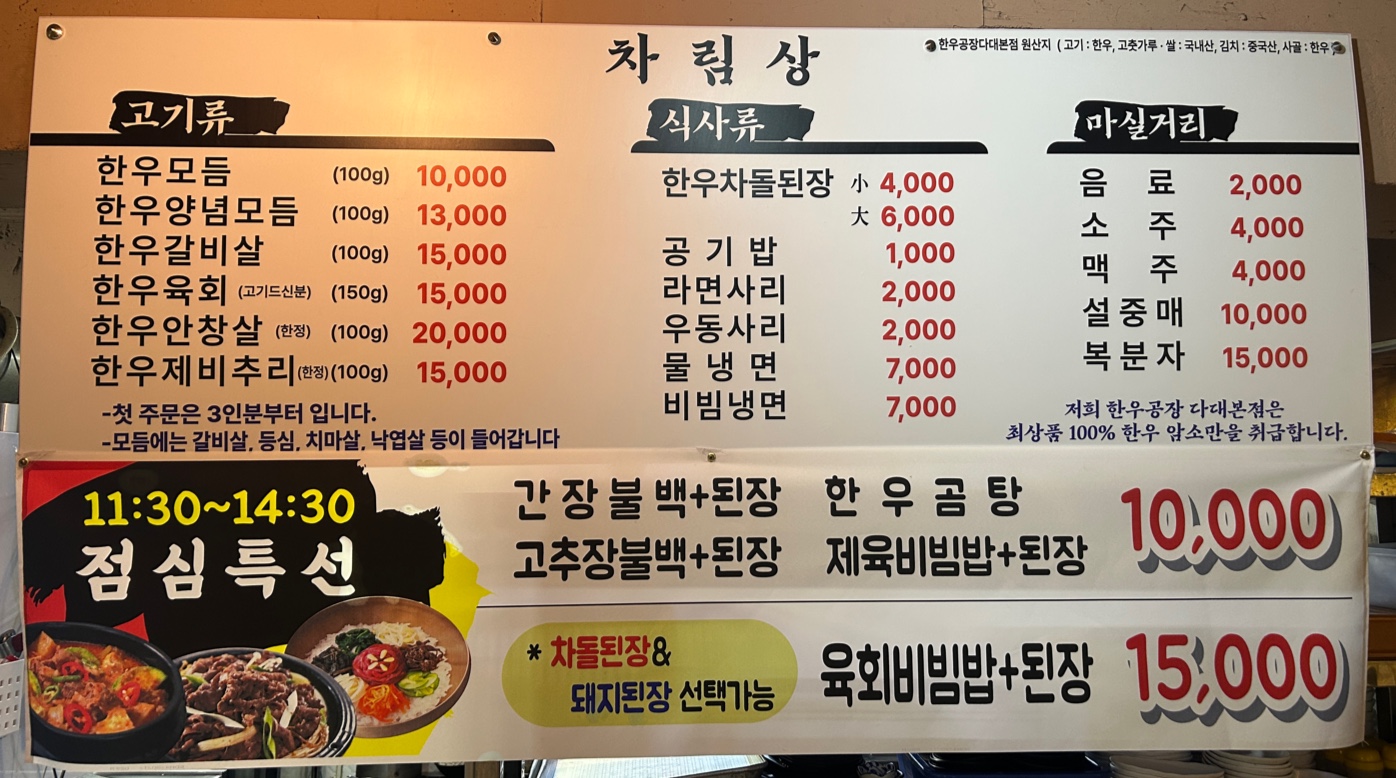 차림상
한우공장다대본점 원산지 ( 고기 : 한우, 고춧가루 · 쌀 : 국내산, 김치 : 중국산, 사골 : 한우 )
고기류
한우모듬 (100g) 10,000
한우양념모듬 (100g) 13,000
한우갈비살 (100g) 15,000
한우육회 (고기드신분) (150g) 15,000
한우안창살 (한정) (100g) 20,000
한우제비추리 (한정) (100g) 15,000
-첫 주문은 3인분부터 입니다.
-모듬에는 갈비살, 등심, 치마살, 낙엽살 등이 들어갑니다
식사류
한우차돌된장 小 4,000
大 6,000
공기밥 1,000
라면사리 2,000
우동사리 2,000
물냉면 7,000
비빔냉면 7,000
마실거리
음료 2,000
소주 4,000
맥주 4,000
설중매 10,000
복분자 15,000
저희 한우공장 다대본점은
최상품 100% 한우 암소만을 취급합니다.
11:30~14:30
점심특선
간장불백+된장 한우곰탕
고추장불백+된장 제육비빔밥+된장
10,000
* 차돌된장&
돼지된장 선택가능
육회비빔밥+된장 15,000